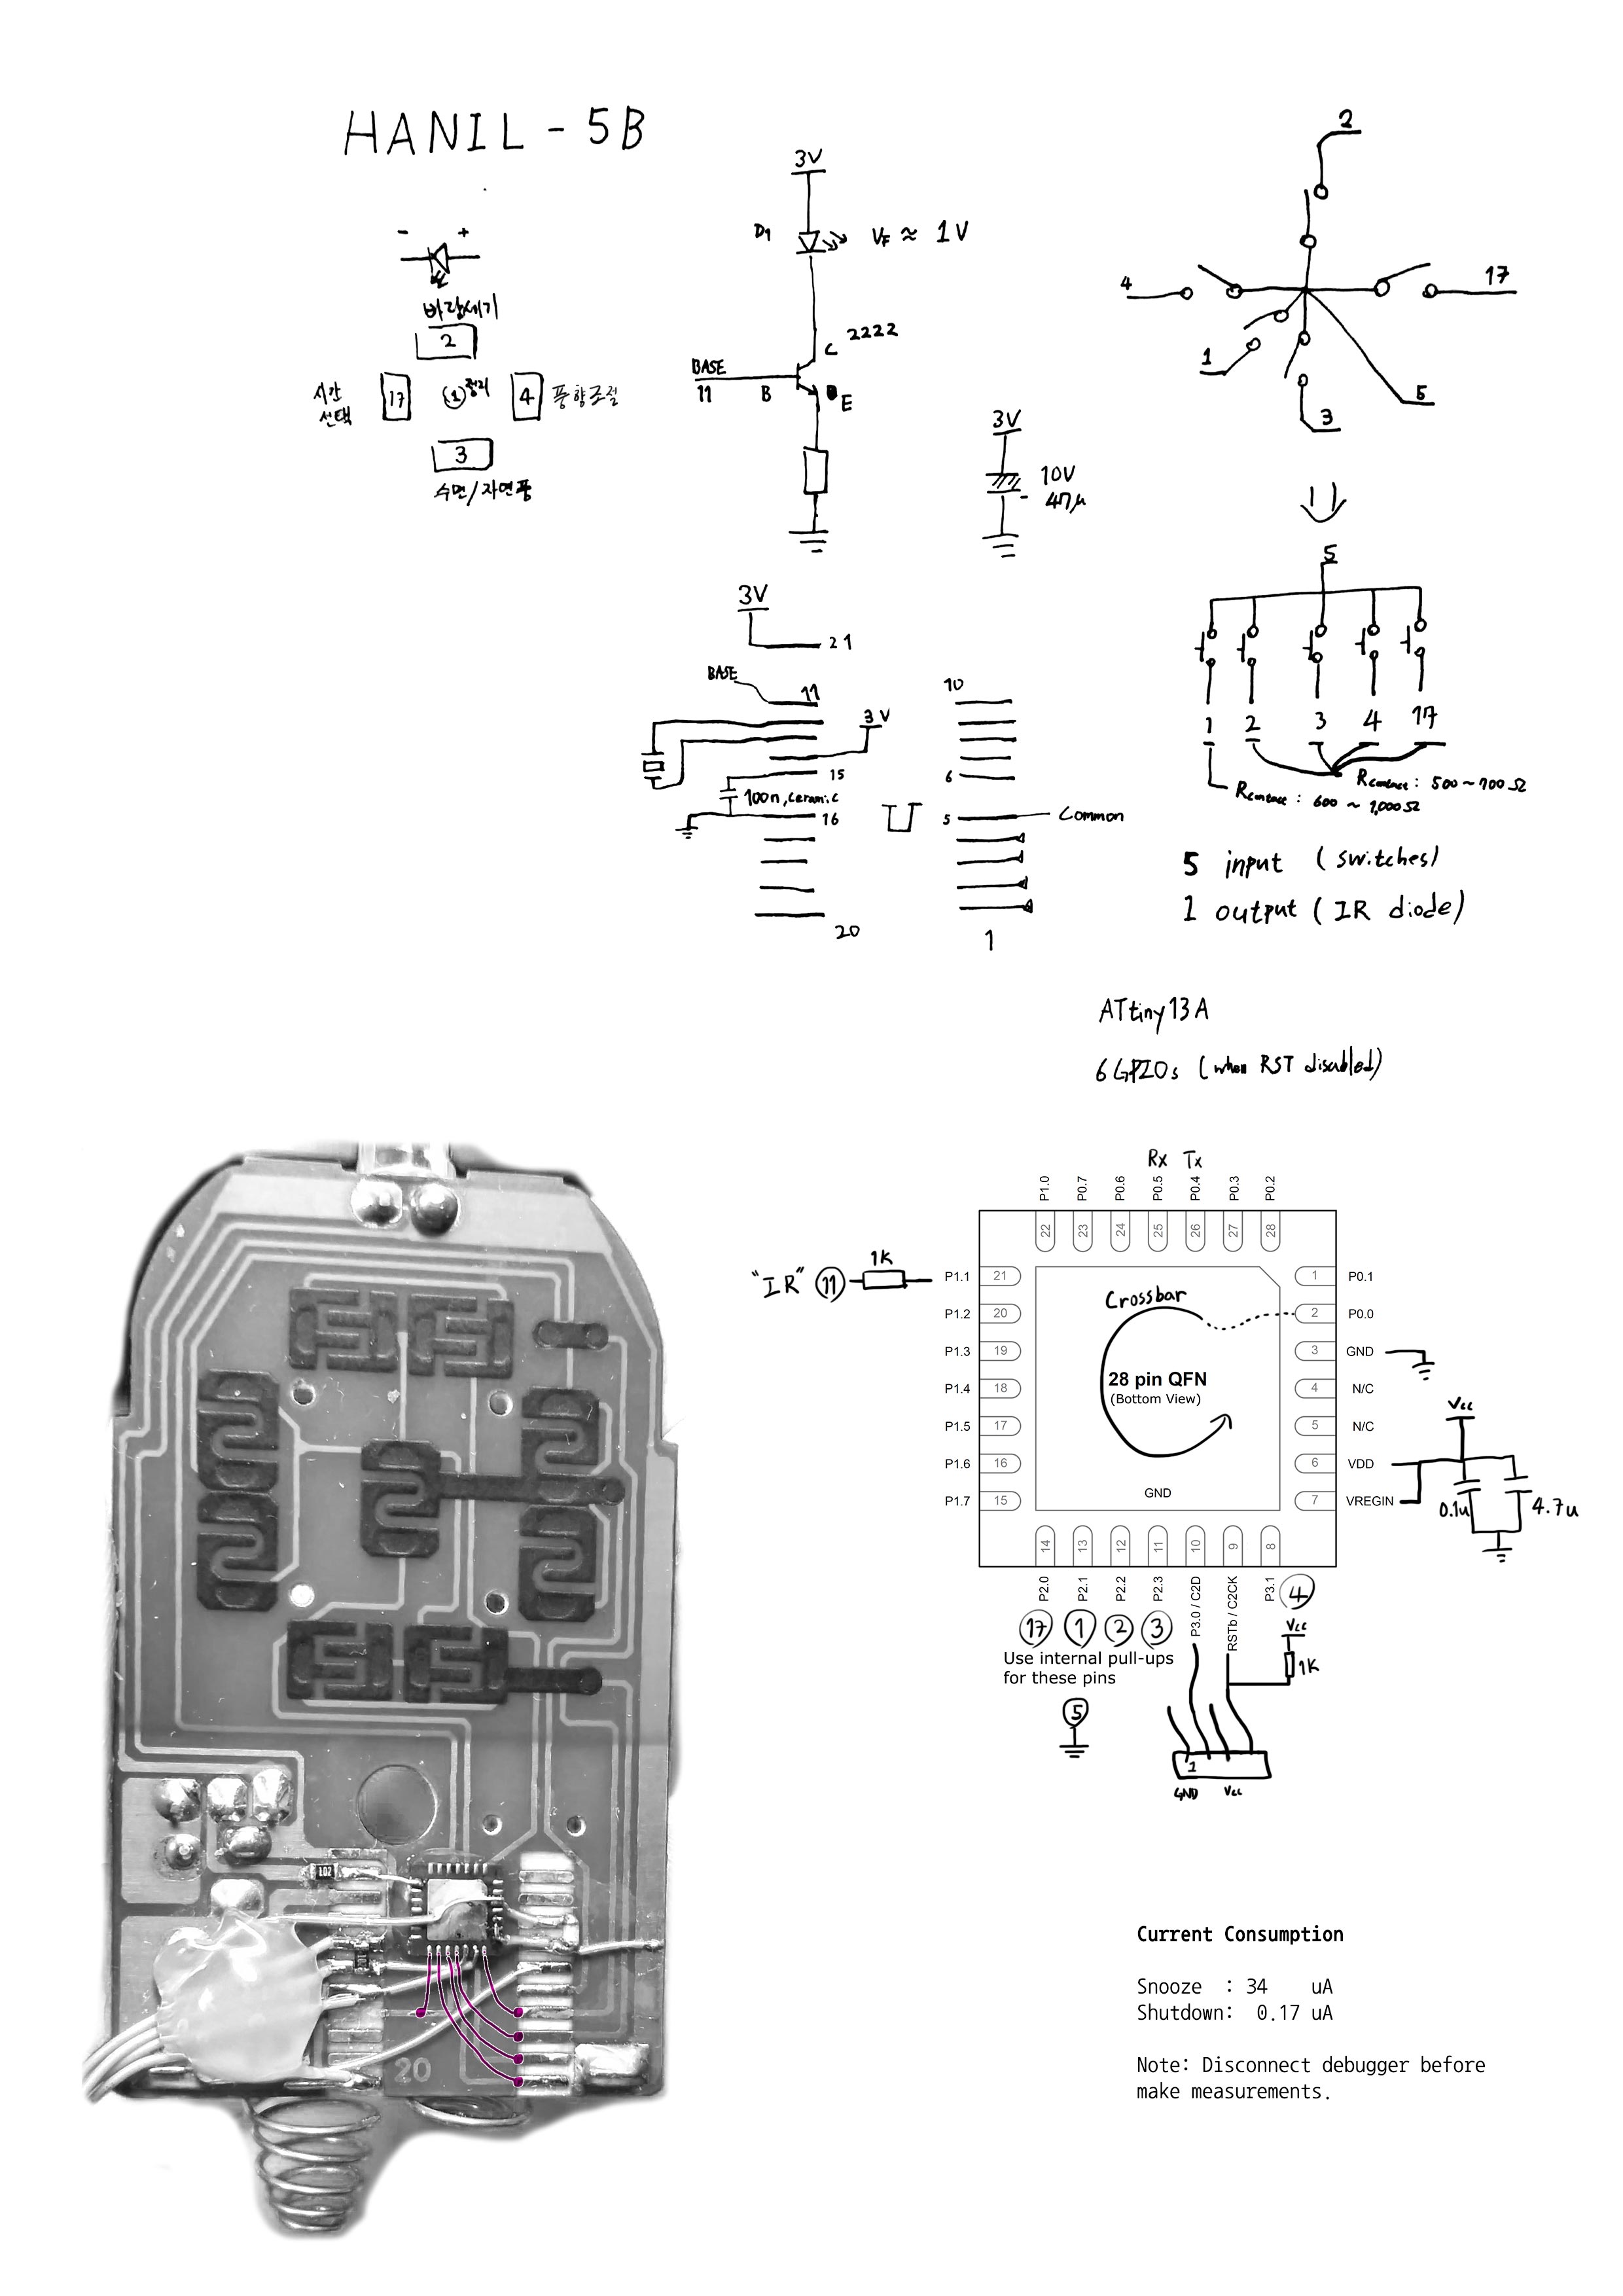 HANIL - 5B
- +
바람세기
2
시간
선택
17
1
정지
4
풍향조절
3
수면/자연풍
3V
D1
VF ≈ 1V
C 2222
BASE
11 B
E
3V
10V
47μ
-
2
4
17
1
5
3
5
1 2 3 4 17
Rcontact : 500 ~ 700 Ω
Rcontact : 600 ~ 1,000 Ω
3V
21
BASE
11
3V
15
100n, ceramic
16
20
10
6
5 Common
1
5 input (switches)
1 output (IR diode)
ATtiny13A
6 GPIOs (when RST disabled)
Rx Tx
P1.0 P0.7 P0.6 P0.5 P0.4 P0.3 P0.2
22 23 24 25 26 27 28
"IR" 11 1K
P1.1 21
P1.2 20
P1.3 19
P1.4 18
P1.5 17
P1.6 16
P1.7 15
Crossbar
28 pin QFN
(Bottom View)
GND
1 P0.1
2 P0.0
3 GND
4 N/C
5 N/C
6 VDD
7 VREGIN
Vcc
0.1u 4.7u
14 13 12 11 10 9 8
P2.0 P2.1 P2.2 P2.3 P3.0 / C2D RSTb / C2CK P3.1
17 1 2 3 4
Use internal pull-ups
for these pins
Vcc
1K
5
1
GND Vcc
102
20
Current Consumption
Snooze : 34 uA
Shutdown: 0.17 uA
Note: Disconnect debugger before
make measurements.